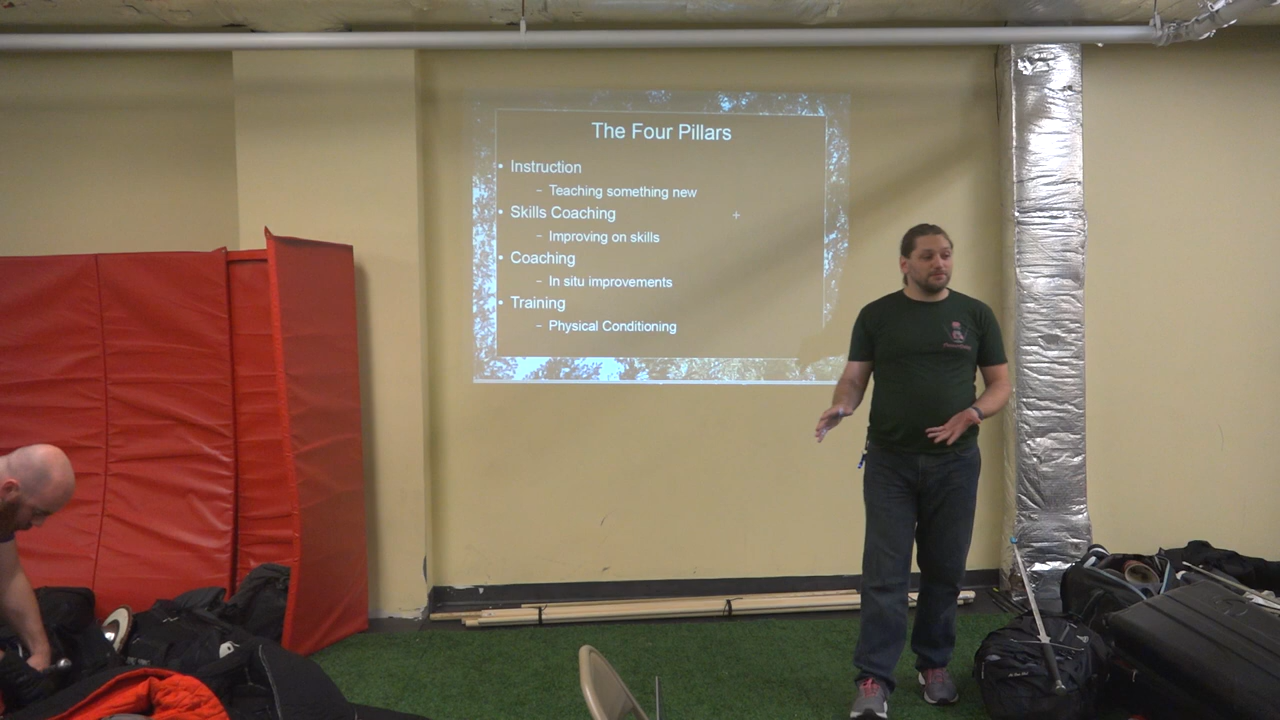 The Four Pillars
• Instruction
– Teaching something new
• Skills Coaching
– Improving on skills
• Coaching
– In situ improvements
• Training
– Physical Conditioning